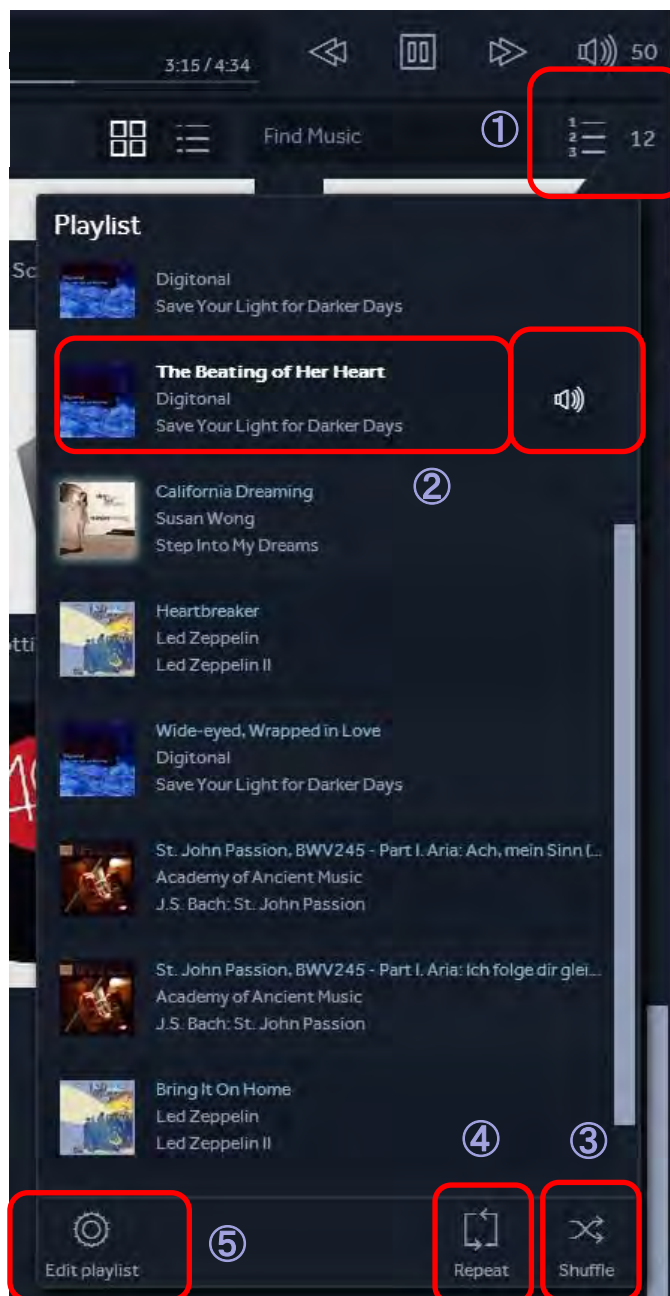 3:15 / 4:34
50
Find Music
①
1
2
3
12
Playlist
Sc
Digitonal
Save Your Light for Darker Days
The Beating of Her Heart
Digitonal
Save Your Light for Darker Days
②
California Dreaming
Susan Wong
Step Into My Dreams
Heartbreaker
Led Zeppelin
Led Zeppelin II
otti
Wide-eyed, Wrapped in Love
Digitonal
Save Your Light for Darker Days
St. John Passion, BWV245 - Part I. Aria: Ach, mein Sinn (...
Academy of Ancient Music
J.S. Bach: St. John Passion
St. John Passion, BWV245 - Part I. Aria: Ich folge dir glei...
Academy of Ancient Music
J.S. Bach: St. John Passion
Bring It On Home
Led Zeppelin
Led Zeppelin II
④
③
⑤
Edit playlist
Repeat
Shuffle